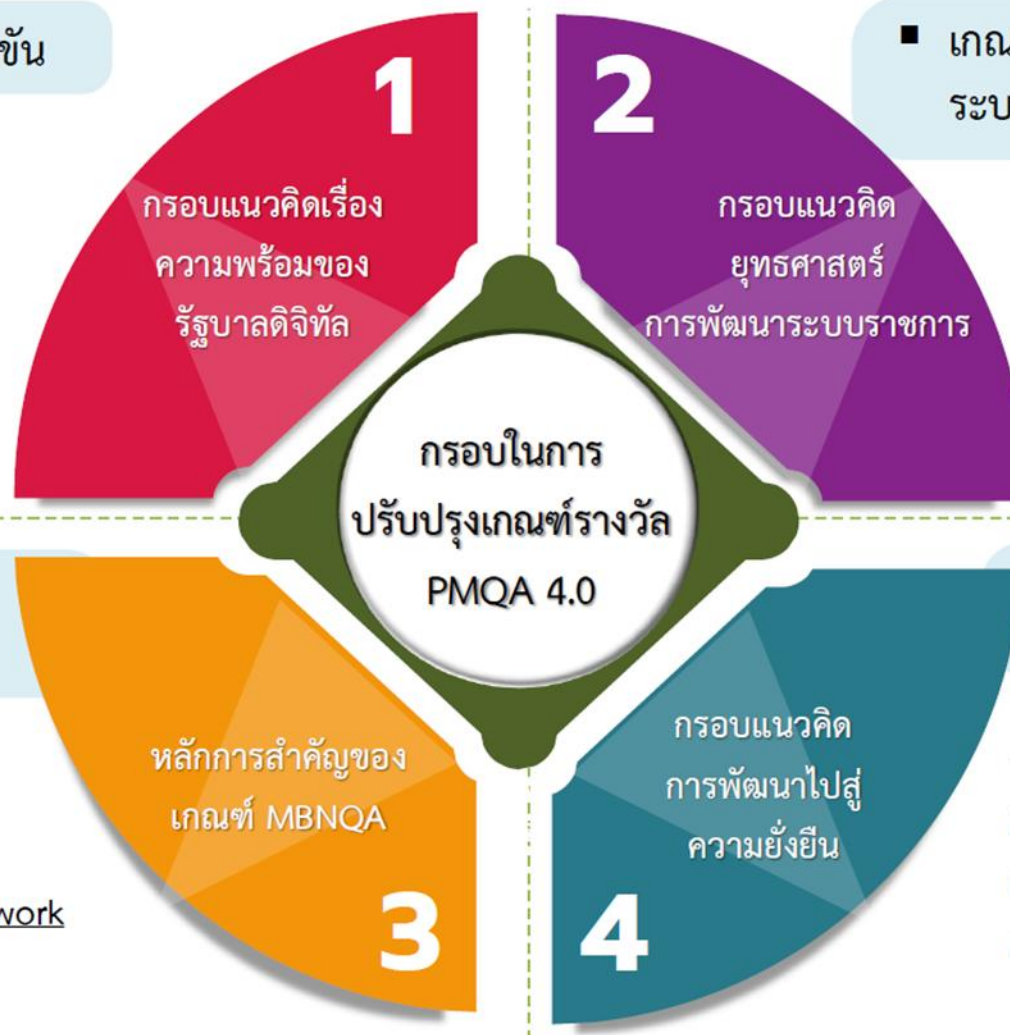 ขัน
1
กรอบแนวคิดเรื่อง
ความพร้อมของ
รัฐบาลดิจิทัล
2
กรอบแนวคิด
ยุทธศาสตร์
การพัฒนาระบบราชการ
■ เกณ
ระบ
กรอบในการ
ปรับปรุงเกณฑ์รางวัล
PMQA 4.0
หลักการสำคัญของ
เกณฑ์ MBNQA
3
work
กรอบแนวคิด
การพัฒนาไปสู่
ความยั่งยืน
4